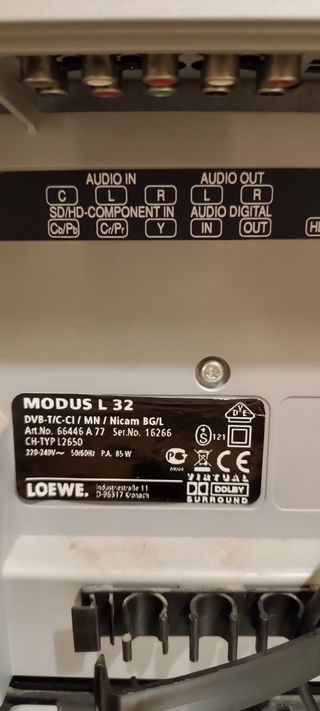 AUDIO IN AUDIO OUT
C L R L R
SD/HD-COMPONENT IN AUDIO DIGITAL
Cb/Pb Cr/Pr Y IN OUT
MODUS L 32
DVB-T/C-CI / MN / Nicam BG/L
Art.No. 66446 A 77 Ser.No. 16266
CH-TYP L2650
220-240V~ 50/60Hz P.A. 85 W
DVE
S 121
CE
LOEWE.
Industriestraße 11
D-96317 Kronach
VIRTUAL
DOLBY
SURROUND